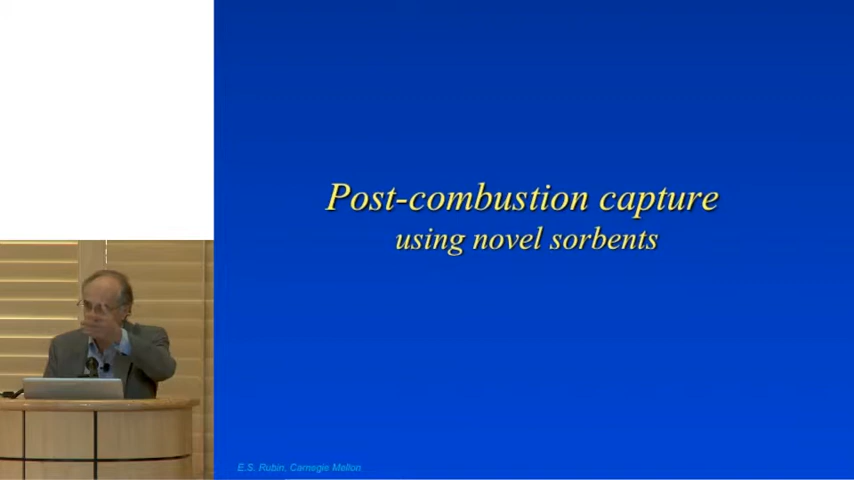 Post-combustion capture
using novel sorbents
E.S. Rubin, Carnegie Mellon